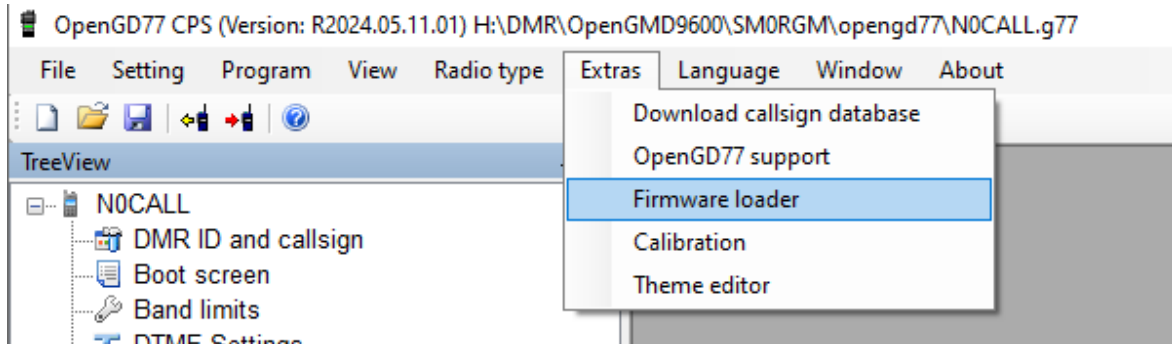 OpenGD77 CPS (Version: R2024.05.11.01) H:\DMR\OpenGMD9600\SM0RGM\opengd77\N0CALL.g77
File Setting Program View Radio type Extras Language Window About
Download callsign database
OpenGD77 support
Firmware loader
Calibration
Theme editor
TreeView
N0CALL
DMR ID and callsign
Boot screen
Band limits
DTMF Settings